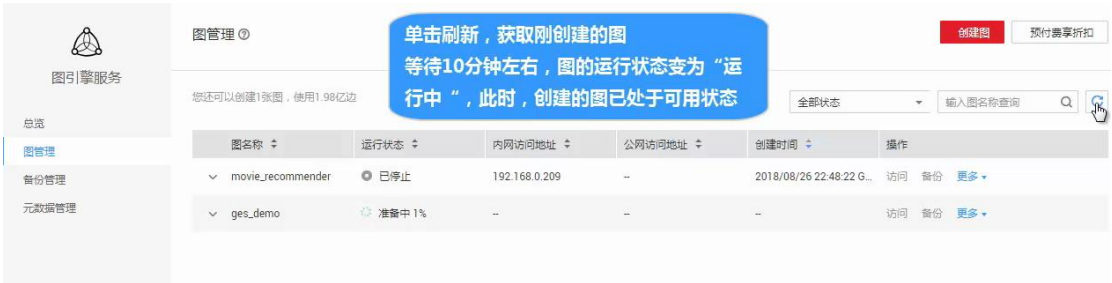 图引擎服务
总览
图管理
备份管理
元数据管理
图管理
单击刷新，获取刚创建的图
等待10分钟左右，图的运行状态变为“运
行中“，此时，创建的图已处于可用状态
创建图 预付费享折扣
您还可以创建1张图，使用1.98亿边
全部状态 输入图名称查询
图名称 运行状态 内网访问地址 公网访问地址 创建时间 操作
movie_recommender 已停止 192.168.0.209 -- 2018/08/26 22:48:22 G... 访问 备份 更多
ges_demo 准备中 1% -- -- -- 访问 备份 更多